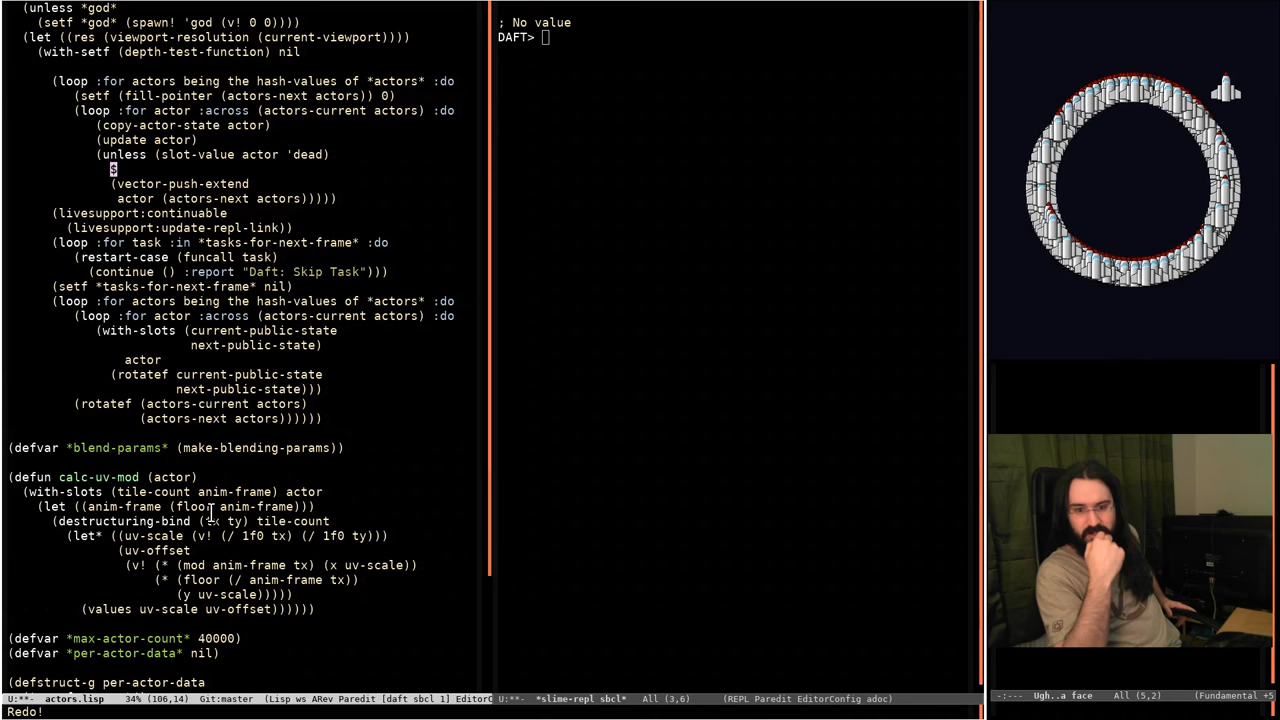 (unless *god*
(setf *god* (spawn! 'god (v! 0 0))))
(let ((res (viewport-resolution (current-viewport))))
(with-setf (depth-test-function) nil
(loop :for actors being the hash-values of *actors* :do
(setf (fill-pointer (actors-next actors)) 0)
(loop :for actor :across (actors-current actors) :do
(copy-actor-state actor)
(update actor)
(unless (slot-value actor 'dead)
$
(vector-push-extend
actor (actors-next actors)))))
(livesupport:continuable
(livesupport:update-repl-link))
(loop :for task :in *tasks-for-next-frame* :do
(restart-case (funcall task)
(continue () :report "Daft: Skip Task")))
(setf *tasks-for-next-frame* nil)
(loop :for actors being the hash-values of *actors* :do
(loop :for actor :across (actors-current actors) :do
(with-slots (current-public-state
next-public-state)
actor
(rotatef current-public-state
next-public-state)))
(rotatef (actors-current actors)
(actors-next actors))))))
(defvar *blend-params* (make-blending-params))
(defun calc-uv-mod (actor)
(with-slots (tile-count anim-frame) actor
(let ((anim-frame (floor anim-frame)))
(destructuring-bind (tx ty) tile-count
(let* ((uv-scale (v! (/ 1f0 tx) (/ 1f0 ty)))
(uv-offset
(v! (* (mod anim-frame tx) (x uv-scale))
(* (floor (/ anim-frame tx))
(y uv-scale)))))
(values uv-scale uv-offset))))))
(defvar *max-actor-count* 40000)
(defvar *per-actor-data* nil)
(defstruct-g per-actor-data
U:**- actors.lisp 34% (106,14) Git:master (Lisp ws ARev Paredit [daft sbcl 1] EditorC
Redo!
; No value
DAFT>
U:**- *slime-repl sbcl* All (3,6) (REPL Paredit EditorConfig adoc)
-:--- Ugh..a face All (5,2) (Fundamental +5